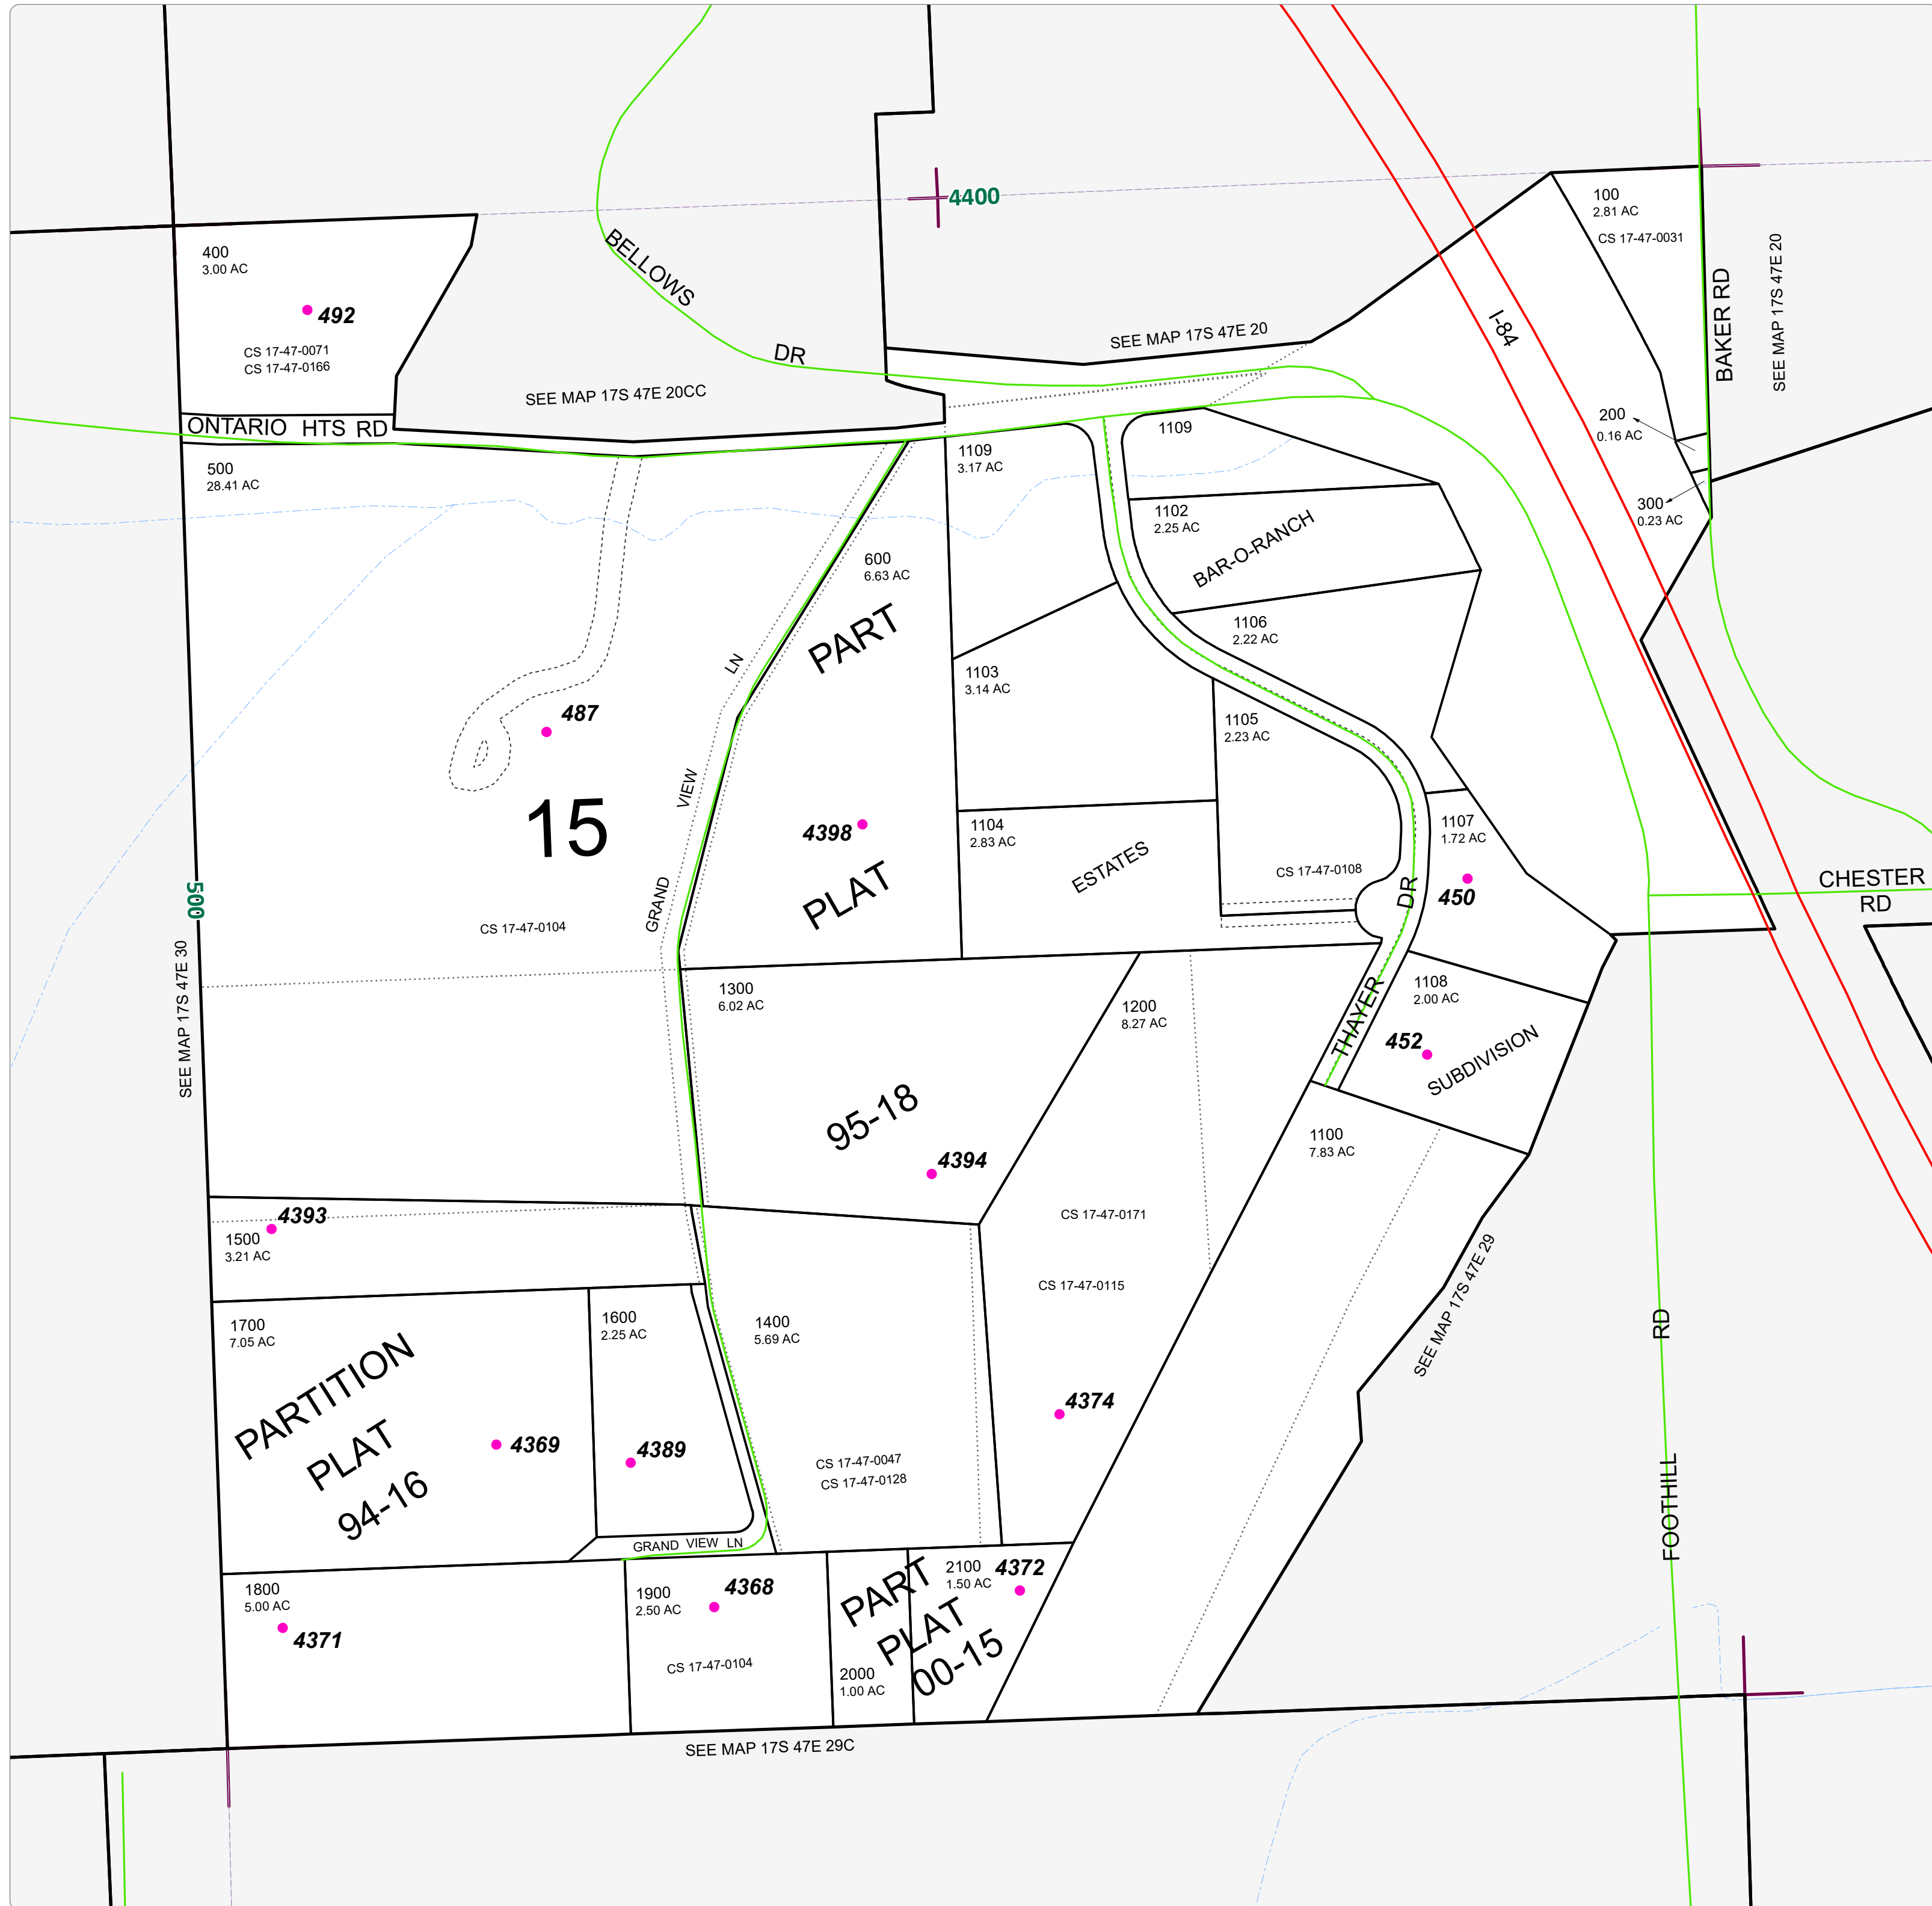 4400
100
2.81 AC
CS 17-47-0031
BAKER RD
SEE MAP 17S 47E 20
BELLOWS
DR
400
3.00 AC
492
CS 17-47-0071
CS 17-47-0166
SEE MAP 17S 47E 20
I-84
SEE MAP 17S 47E 20CC
ONTARIO HTS RD
200
0.16 AC
300
0.23 AC
500
28.41 AC
1109
3.17 AC
1109
1102
2.25 AC
BAR-O-RANCH
600
6.63 AC
PART
1106
2.22 AC
1103
3.14 AC
1105
2.23 AC
487
15
LN
VIEW
GRAND
4398
PLAT
1104
2.83 AC
ESTATES
CS 17-47-0108
1107
1.72 AC
450
DR
THAYER
CHESTER
RD
500
SEE MAP 17S 47E 30
CS 17-47-0104
1300
6.02 AC
1200
8.27 AC
1108
2.00 AC
452
SUBDIVISION
95-18
4394
1100
7.83 AC
CS 17-47-0171
CS 17-47-0115
SEE MAP 17S 47E 29
4393
1500
3.21 AC
1700
7.05 AC
1600
2.25 AC
1400
5.69 AC
PARTITION
PLAT
94-16
4369
4389
4374
CS 17-47-0047
CS 17-47-0128
RD
FOOTHILL
GRAND VIEW LN
1800
5.00 AC
4371
1900
2.50 AC
4368
CS 17-47-0104
2100
1.50 AC
4372
PART
PLAT
00-15
2000
1.00 AC
SEE MAP 17S 47E 29C